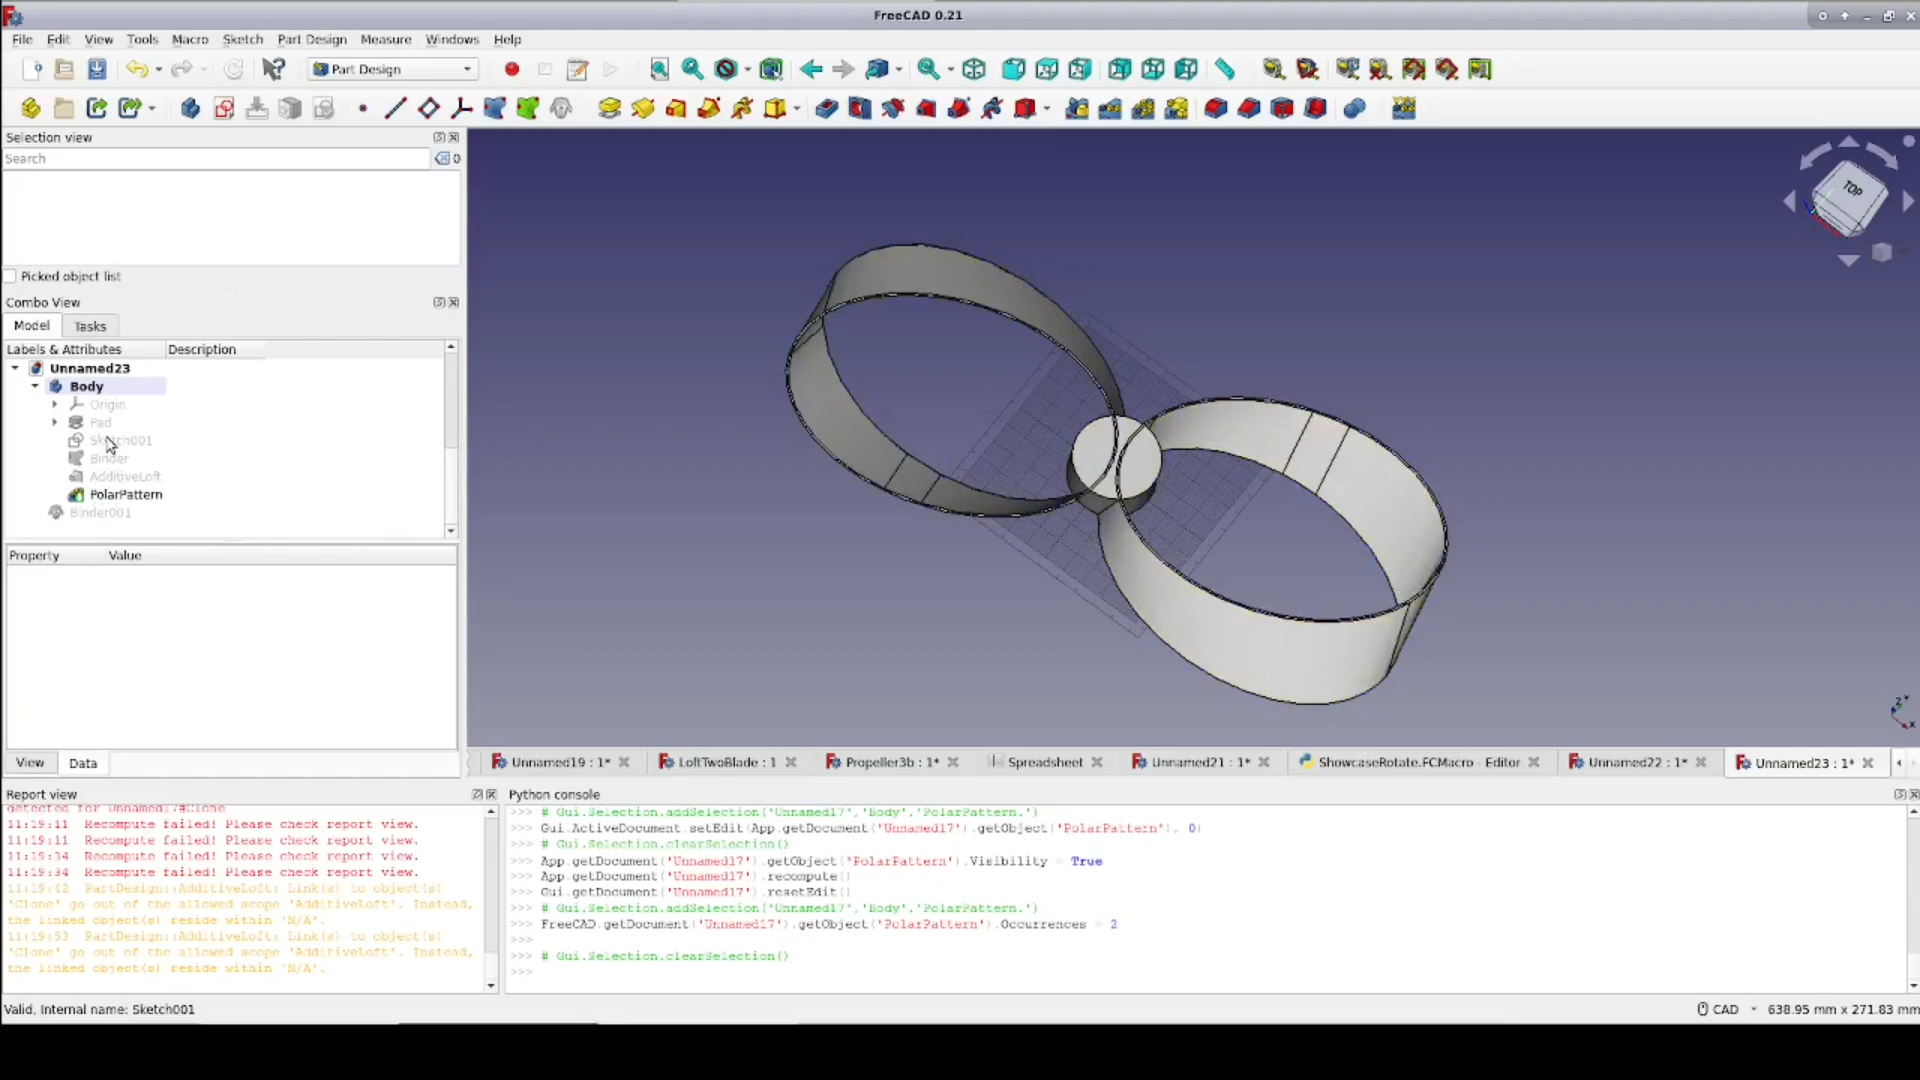 FreeCAD 0.21
File Edit View Tools Macro Sketch Part Design Measure Windows Help
Part Design
Selection view
Search
0
Picked object list
Combo View
Model Tasks
Labels & Attributes Description
Unnamed23
Body
Origin
Pad
Sketch001
Binder
AdditiveLoft
PolarPattern
Binder001
Property Value
View Data
TOP
Z Y
X
Unnamed19 : 1* LoftTwoBlade : 1 Propeller3b : 1* Spreadsheet Unnamed21 : 1* ShowcaseRotate.FCMacro - Editor Unnamed22 : 1* Unnamed23 : 1*
Report view
detected for Unnamed17#Clone
11:19:11 Recompute failed! Please check report view.
11:19:11 Recompute failed! Please check report view.
11:19:34 Recompute failed! Please check report view.
11:19:34 Recompute failed! Please check report view.
11:19:42 PartDesign::AdditiveLoft: Link(s) to object(s)
'Clone' go out of the allowed scope 'AdditiveLoft'. Instead,
the linked object(s) reside within 'N/A'.
11:19:53 PartDesign::AdditiveLoft: Link(s) to object(s)
'Clone' go out of the allowed scope 'AdditiveLoft'. Instead,
the linked object(s) reside within 'N/A'.
Python console
>>> # Gui.Selection.addSelection('Unnamed17','Body','PolarPattern.')
>>> Gui.ActiveDocument.setEdit(App.getDocument('Unnamed17').getObject('PolarPattern'), 0)
>>> # Gui.Selection.clearSelection()
>>> App.getDocument('Unnamed17').getObject('PolarPattern').Visibility = True
>>> App.getDocument('Unnamed17').recompute()
>>> Gui.getDocument('Unnamed17').resetEdit()
>>> # Gui.Selection.addSelection('Unnamed17','Body','PolarPattern.')
>>> FreeCAD.getDocument('Unnamed17').getObject('PolarPattern').Occurrences = 2
>>>
>>> # Gui.Selection.clearSelection()
>>>
Valid, Internal name: Sketch001
CAD 638.95 mm x 271.83 mm